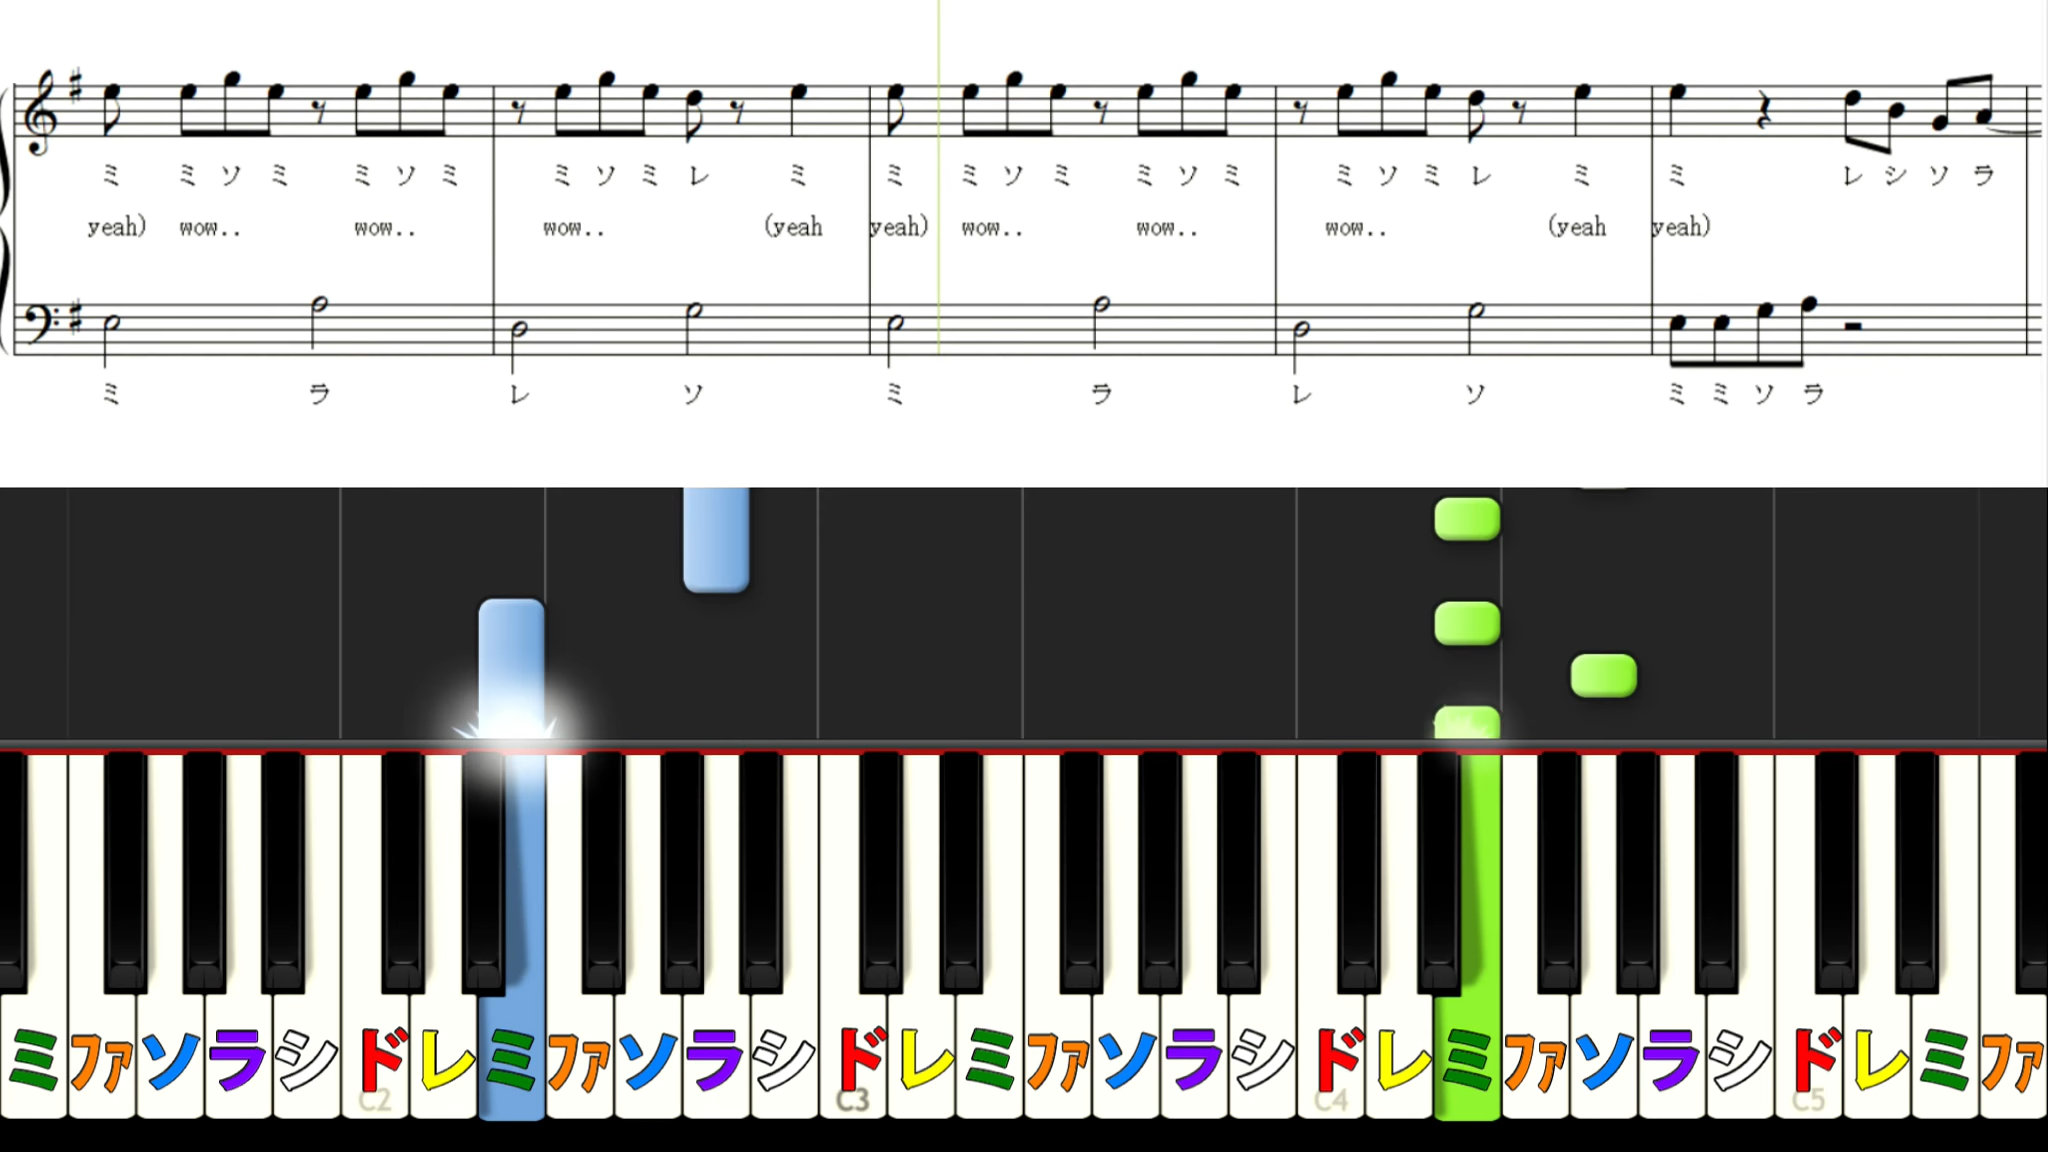 ミ ミ ソ ミ ミ ソ ミ ミ ソ ミ レ ミ ミ ミ ソ ミ ミ ソ ミ ミ ソ ミ レ ミ ミ レ シ ソ ラ
yeah) wow.. wow.. wow.. (yeah yeah) wow.. wow.. wow.. (yeah yeah)
ミ ラ レ ソ ミ ラ レ ソ ミ ミ ソ ラ
ミ ファ ソ ラ シ ド レ ミ ファ ソ ラ シ ド レ ミ ファ ソ ラ シ ド レ ミ ファ ソ ラ シ ド レ ミ ファ
C2 C3 C4 C5